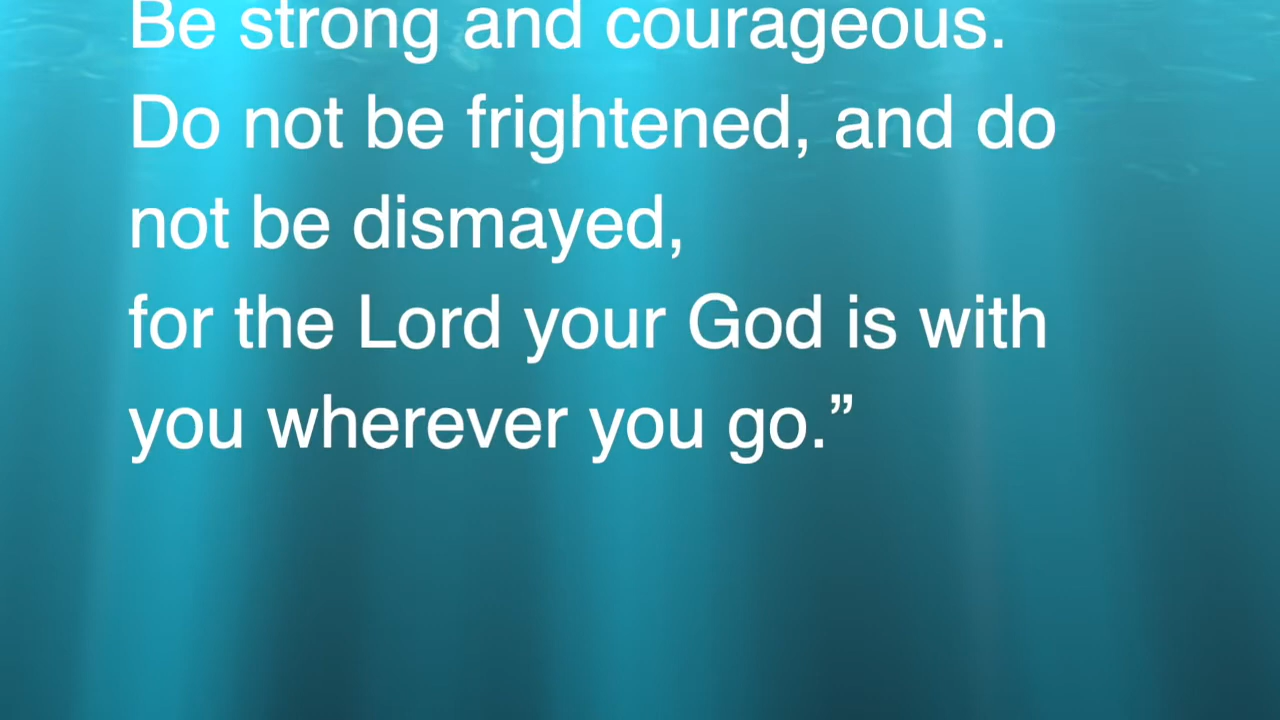 Be strong and courageous.
Do not be frightened, and do
not be dismayed,
for the Lord your God is with
you wherever you go.”